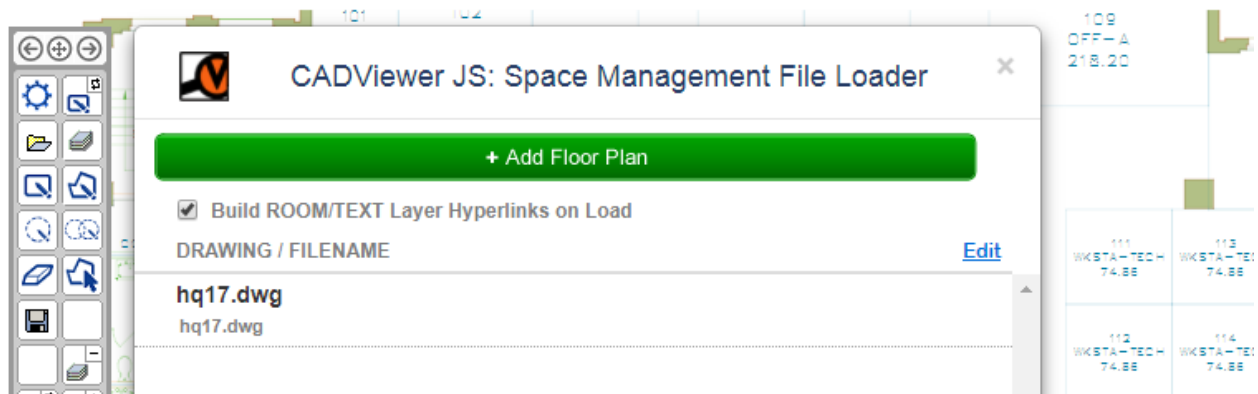 101
102
109
OFF-A
218.20
CADViewer JS: Space Management File Loader
×
+ Add Floor Plan
Build ROOM/TEXT Layer Hyperlinks on Load
DRAWING / FILENAME
Edit
hq17.dwg
hq17.dwg
111
WKSTA-TECH
74.88
113
74.88
112
WKSTA-TECH
74.88
114
74.88